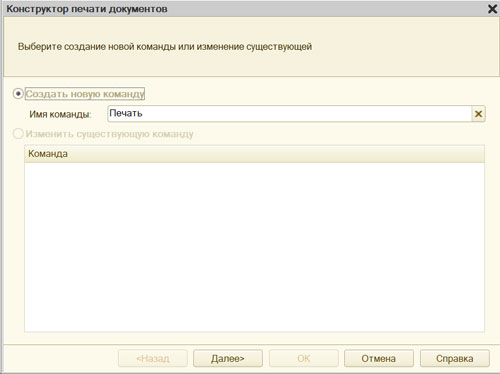 Конструктор печати документов
Выберите создание новой команды или изменение существующей
Создать новую команду
Имя команды: Печать
Изменить существующую команду
Команда
<Назад Далее> ОК Отмена Справка